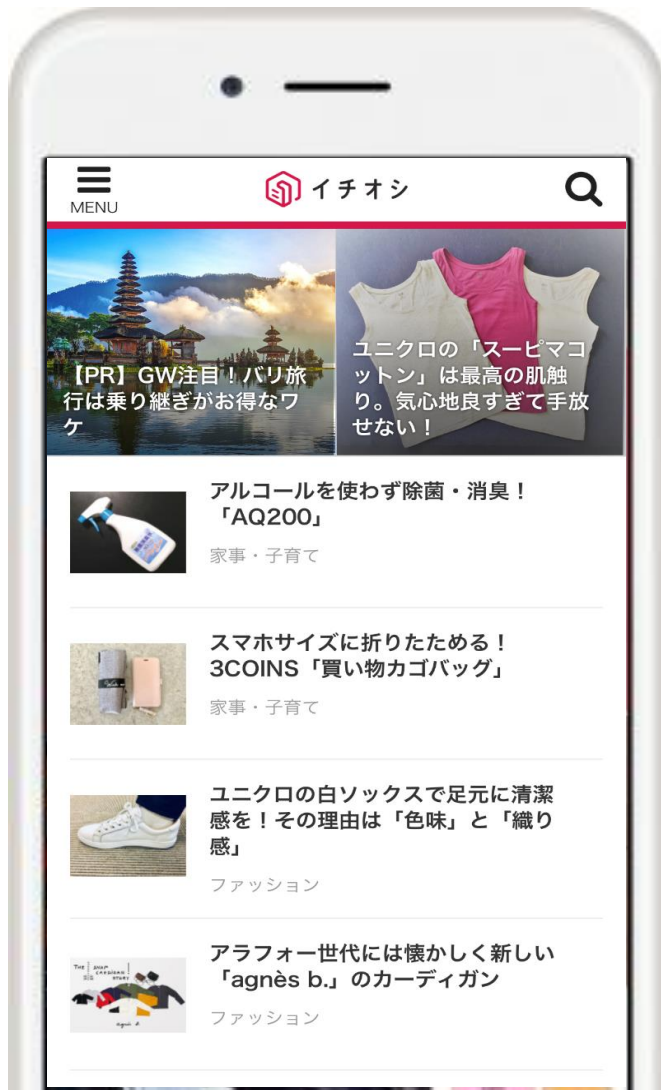 MENU
イチオシ
【PR】GW注目！バリ旅
行は乗り継ぎがお得なワ
ケ
ユニクロの「スーピマコ
ットン」は最高の肌触
り。気心地良すぎて手放
せない！
アルコールを使わず除菌・消臭！
「AQ200」
家事・子育て
スマホサイズに折りたためる！
3COINS「買い物カゴバッグ」
家事・子育て
ユニクロの白ソックスで足元に清潔
感を！その理由は「色味」と「織り
感」
ファッション
THE SNAP
CARDIGAN
STORY
agnès b.
アラフォー世代には懐かしく新しい
「agnès b.」のカーディガン
ファッション